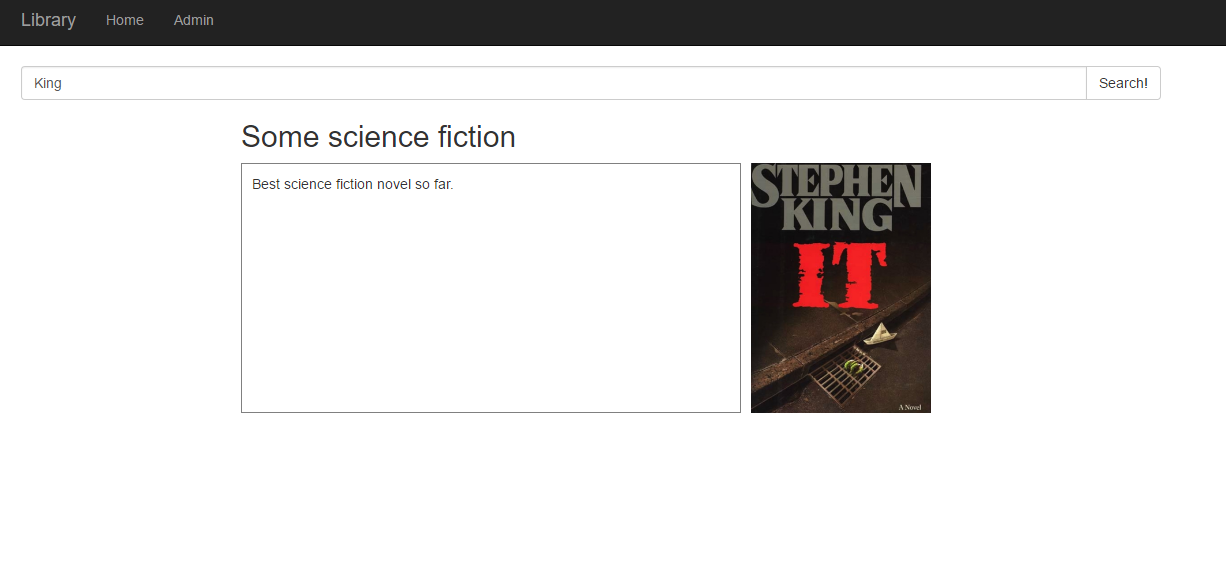 Library Home Admin
King Search!
Some science fiction
Best science fiction novel so far.
STEPHEN
KING
IT
A Novel